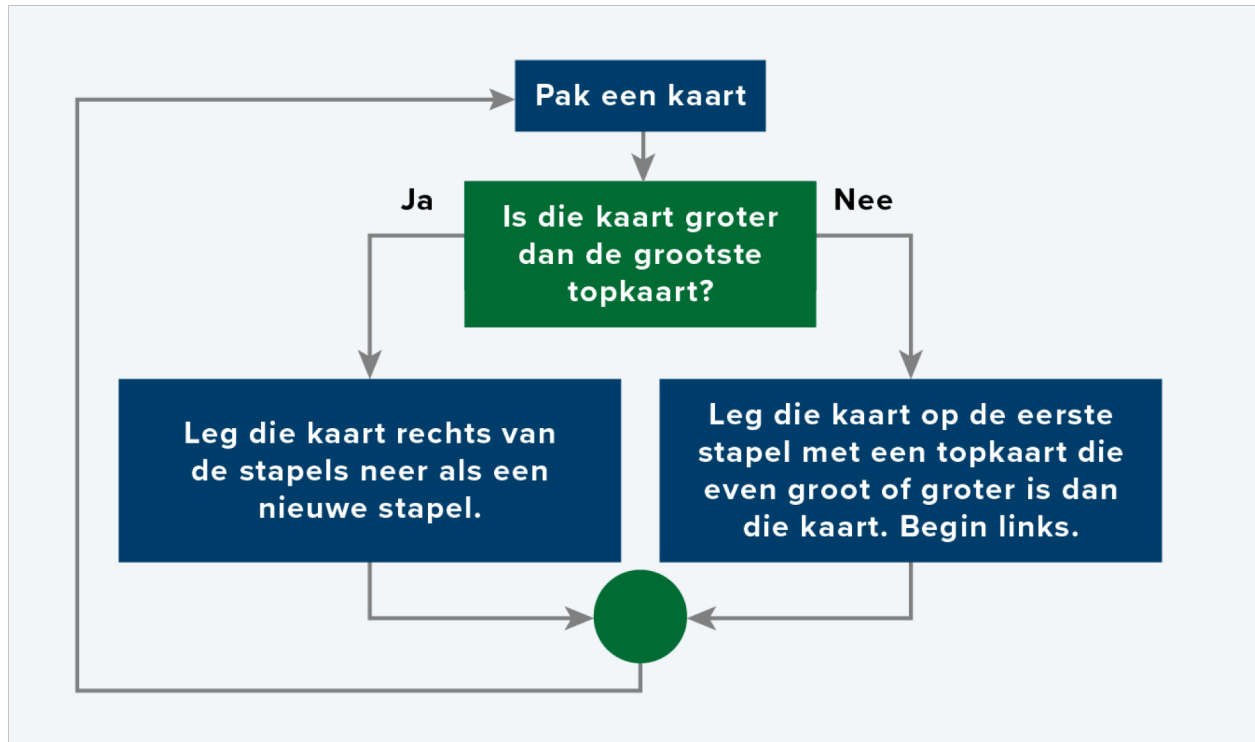 Pak een kaart
Ja
Nee
Is die kaart groter
dan de grootste
topkaart?
Leg die kaart rechts van
de stapels neer als een
nieuwe stapel.
Leg die kaart op de eerste
stapel met een topkaart die
even groot of groter is dan
die kaart. Begin links.